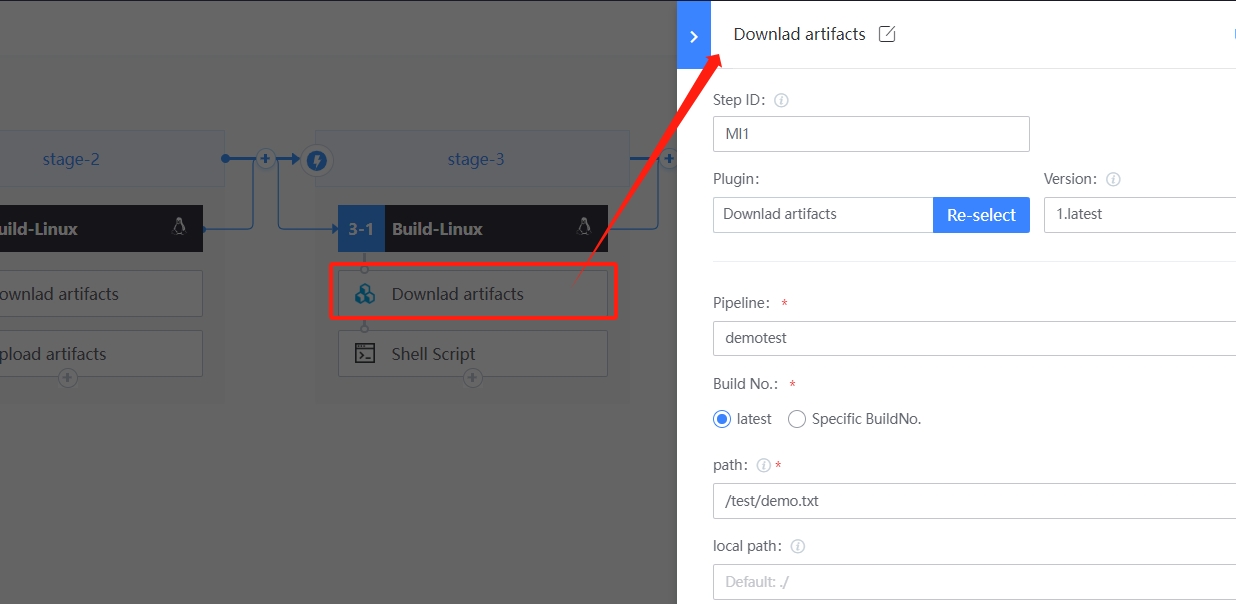 Downlad artifacts
Step ID:
MI1
Plugin:
Version:
Downlad artifacts
Re-select
1.latest
Pipeline: *
demotest
Build No.: *
latest
Specific BuildNo.
path: *
/test/demo.txt
local path:
Default: ./
stage-2
stage-3
uild-Linux
3-1 Build-Linux
ownlad artifacts
Downlad artifacts
pload artifacts
Shell Script